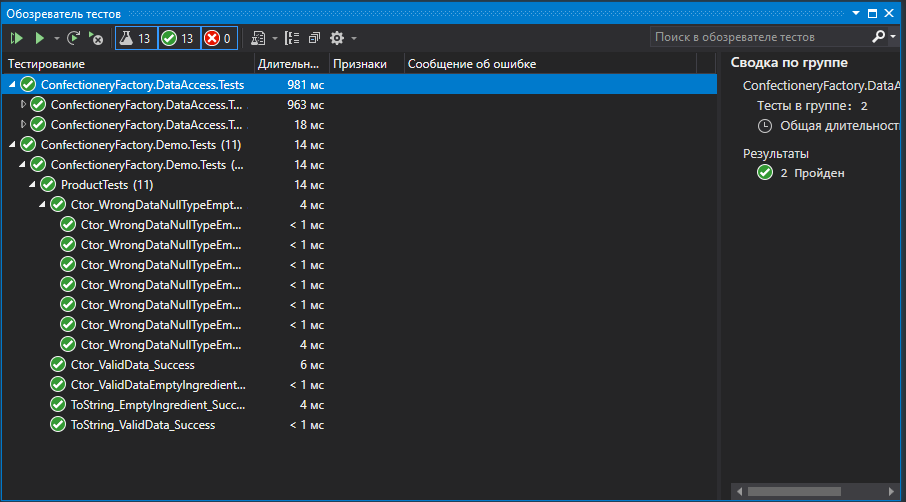 Обозреватель тестов
13 13 0
Поиск в обозревателе тестов
Тестирование Длительн... Признаки Сообщение об ошибке
ConfectioneryFactory.DataAccess.Tests 981 мс
ConfectioneryFactory.DataAccess.T... 963 мс
ConfectioneryFactory.DataAccess.T... 18 мс
ConfectioneryFactory.Demo.Tests (11) 14 мс
ConfectioneryFactory.Demo.Tests (... 14 мс
ProductTests (11) 14 мс
Ctor_WrongDataNullTypeEmpt... 4 мс
Ctor_WrongDataNullTypeEm... < 1 мс
Ctor_WrongDataNullTypeEm... < 1 мс
Ctor_WrongDataNullTypeEm... < 1 мс
Ctor_WrongDataNullTypeEm... < 1 мс
Ctor_WrongDataNullTypeEm... < 1 мс
Ctor_WrongDataNullTypeEm... < 1 мс
Ctor_WrongDataNullTypeEm... 4 мс
Ctor_ValidData_Success 6 мс
Ctor_ValidDataEmptyIngredient... < 1 мс
ToString_EmptyIngredient_Succ... 4 мс
ToString_ValidData_Success < 1 мс
Сводка по группе
ConfectioneryFactory.DataA
Тесты в группе: 2
Общая длительност
Результаты
2 Пройден